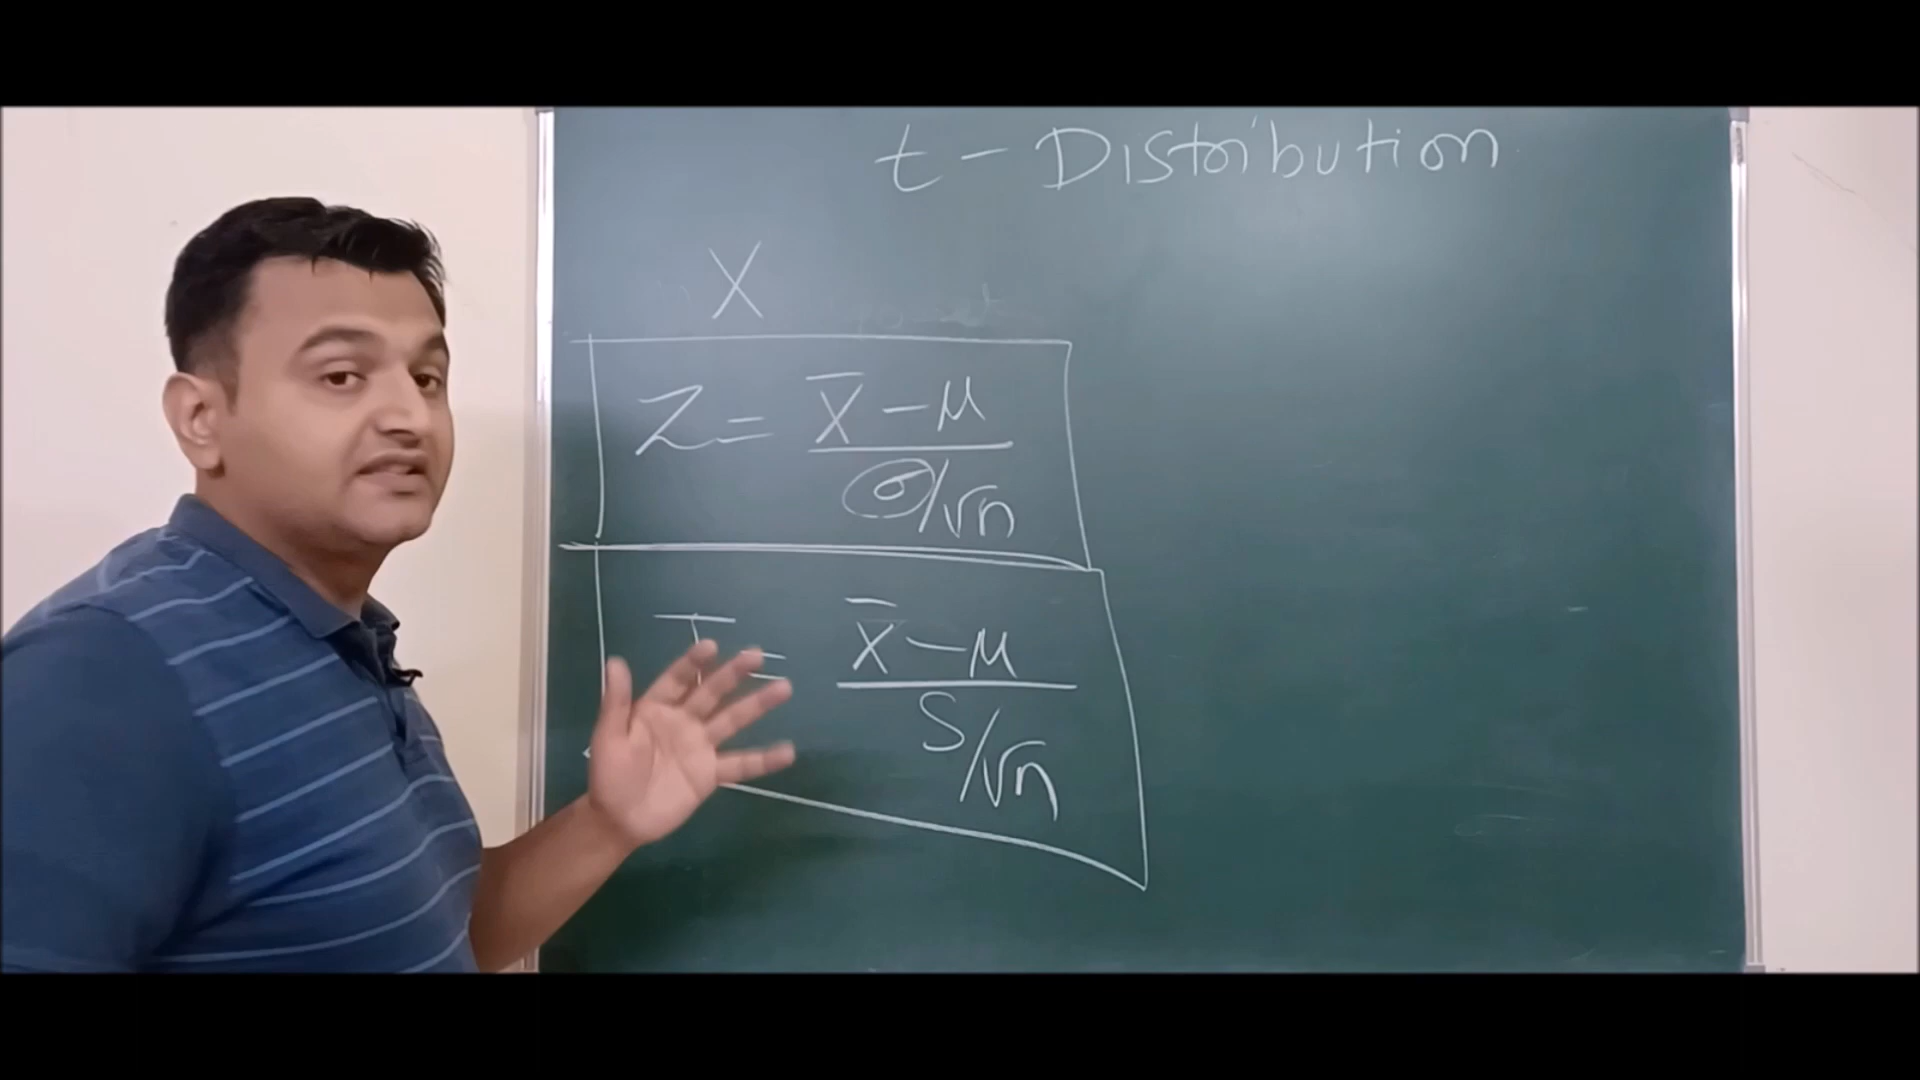 t - Distribution
X
Z = X̄ - μ
σ/√n
T = X̄ - μ
S/√n